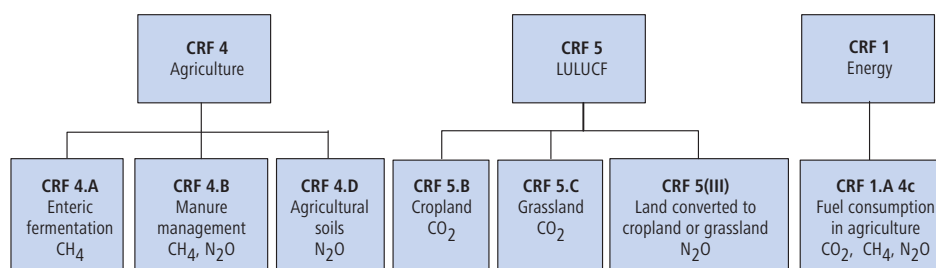 CRF 4
Agriculture
CRF 5
LULUCF
CRF 1
Energy
CRF 4.A
Enteric
fermentation
CH₄
CRF 4.B
Manure
management
CH₄, N₂O
CRF 4.D
Agricultural
soils
N₂O
CRF 5.B
Cropland
CO₂
CRF 5.C
Grassland
CO₂
CRF 5(III)
Land converted to
cropland or grassland
N₂O
CRF 1.A 4c
Fuel consumption
in agriculture
CO₂, CH₄, N₂O